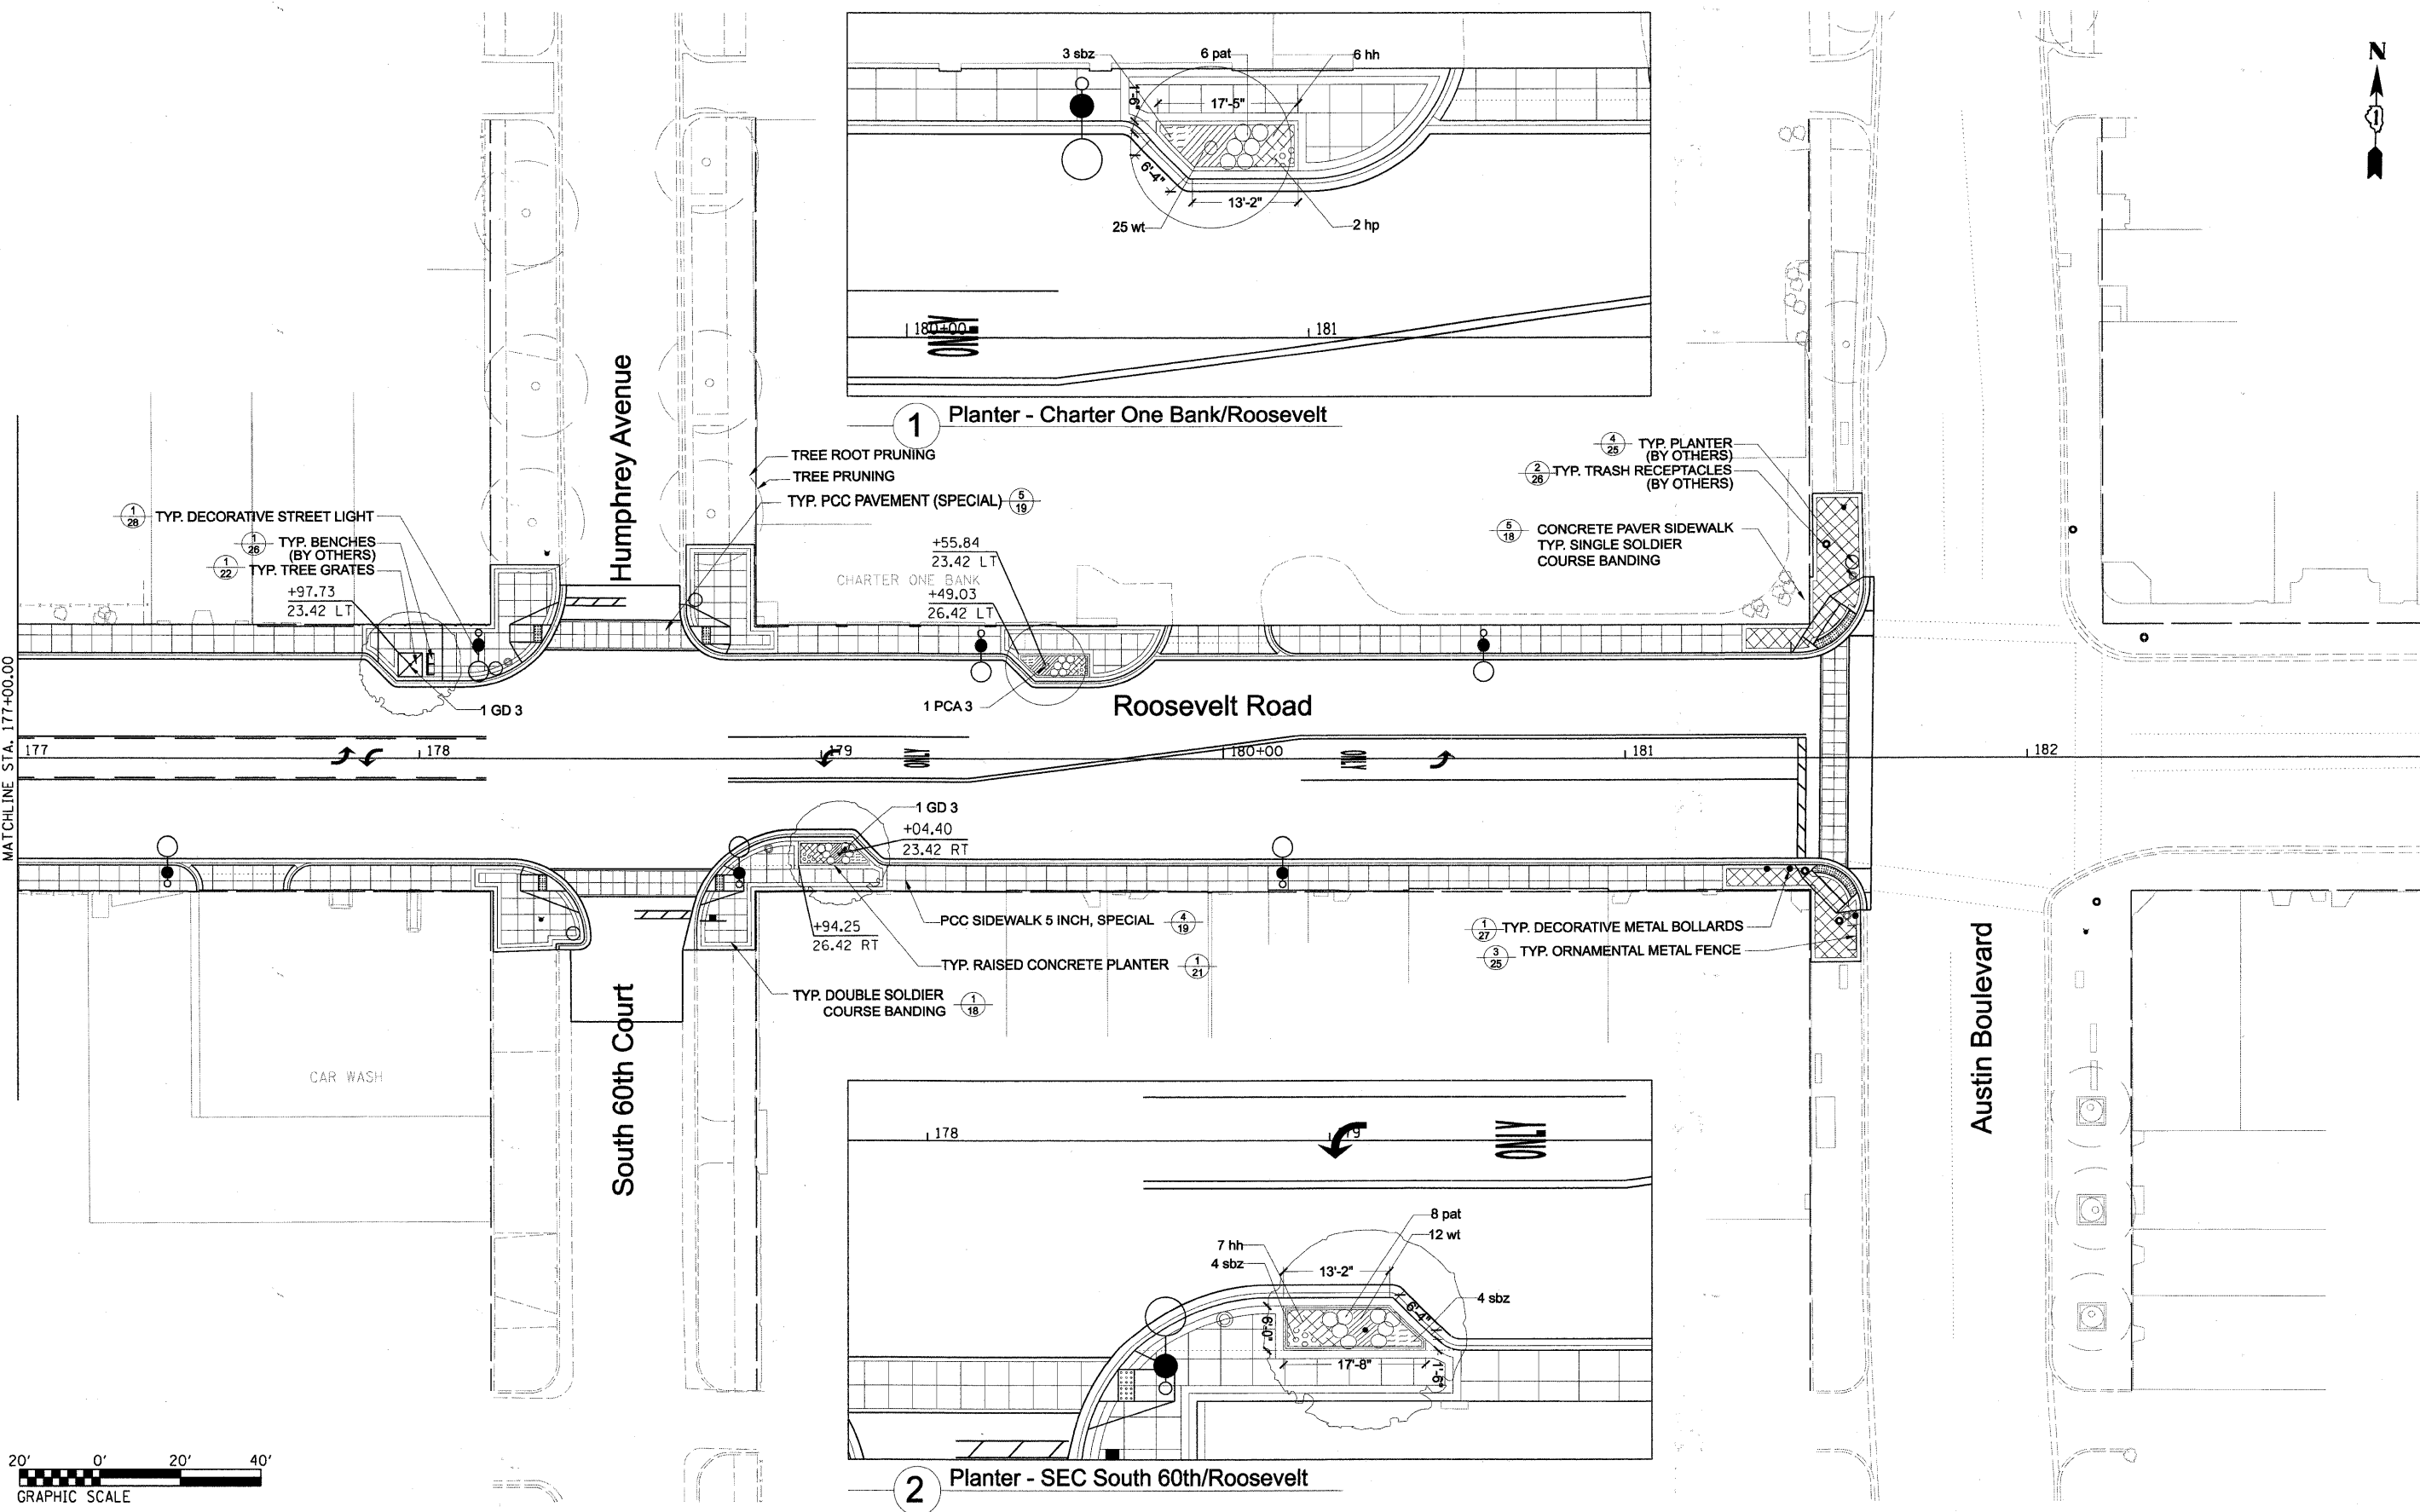 N
1
3 sbz
6 pat
6 hh
1'-6"
17'-5"
6'-4"
13'-2"
25 wt
2 hp
180+00
ONLY
181
1 Planter - Charter One Bank/Roosevelt
Humphrey Avenue
TREE ROOT PRUNING
TREE PRUNING
TYP. PCC PAVEMENT (SPECIAL) 5 19
1 28 TYP. DECORATIVE STREET LIGHT
1 26 TYP. BENCHES
(BY OTHERS)
1 22 TYP. TREE GRATES
+97.73
23.42 LT
+55.84
23.42 LT
CHARTER ONE BANK
+49.03
26.42 LT
4 25 TYP. PLANTER
(BY OTHERS)
2 26 TYP. TRASH RECEPTACLES
(BY OTHERS)
5 18 CONCRETE PAVER SIDEWALK
TYP. SINGLE SOLDIER
COURSE BANDING
1 GD 3
1 PCA 3
Roosevelt Road
MATCHLINE STA. 177+00.00
177
178
179
ONLY
180+00
ONLY
181
182
1 GD 3
+04.40
23.42 RT
+94.25
26.42 RT
PCC SIDEWALK 5 INCH, SPECIAL 4 19
TYP. RAISED CONCRETE PLANTER 1 21
TYP. DOUBLE SOLDIER
COURSE BANDING 1 18
1 27 TYP. DECORATIVE METAL BOLLARDS
3 25 TYP. ORNAMENTAL METAL FENCE
South 60th Court
Austin Boulevard
CAR WASH
178
179
ONLY
8 pat
12 wt
7 hh
4 sbz
13'-2"
6'-4"
4 sbz
6'-0"
17'-8"
1'-6"
2 Planter - SEC South 60th/Roosevelt
20' 0' 20' 40'
GRAPHIC SCALE